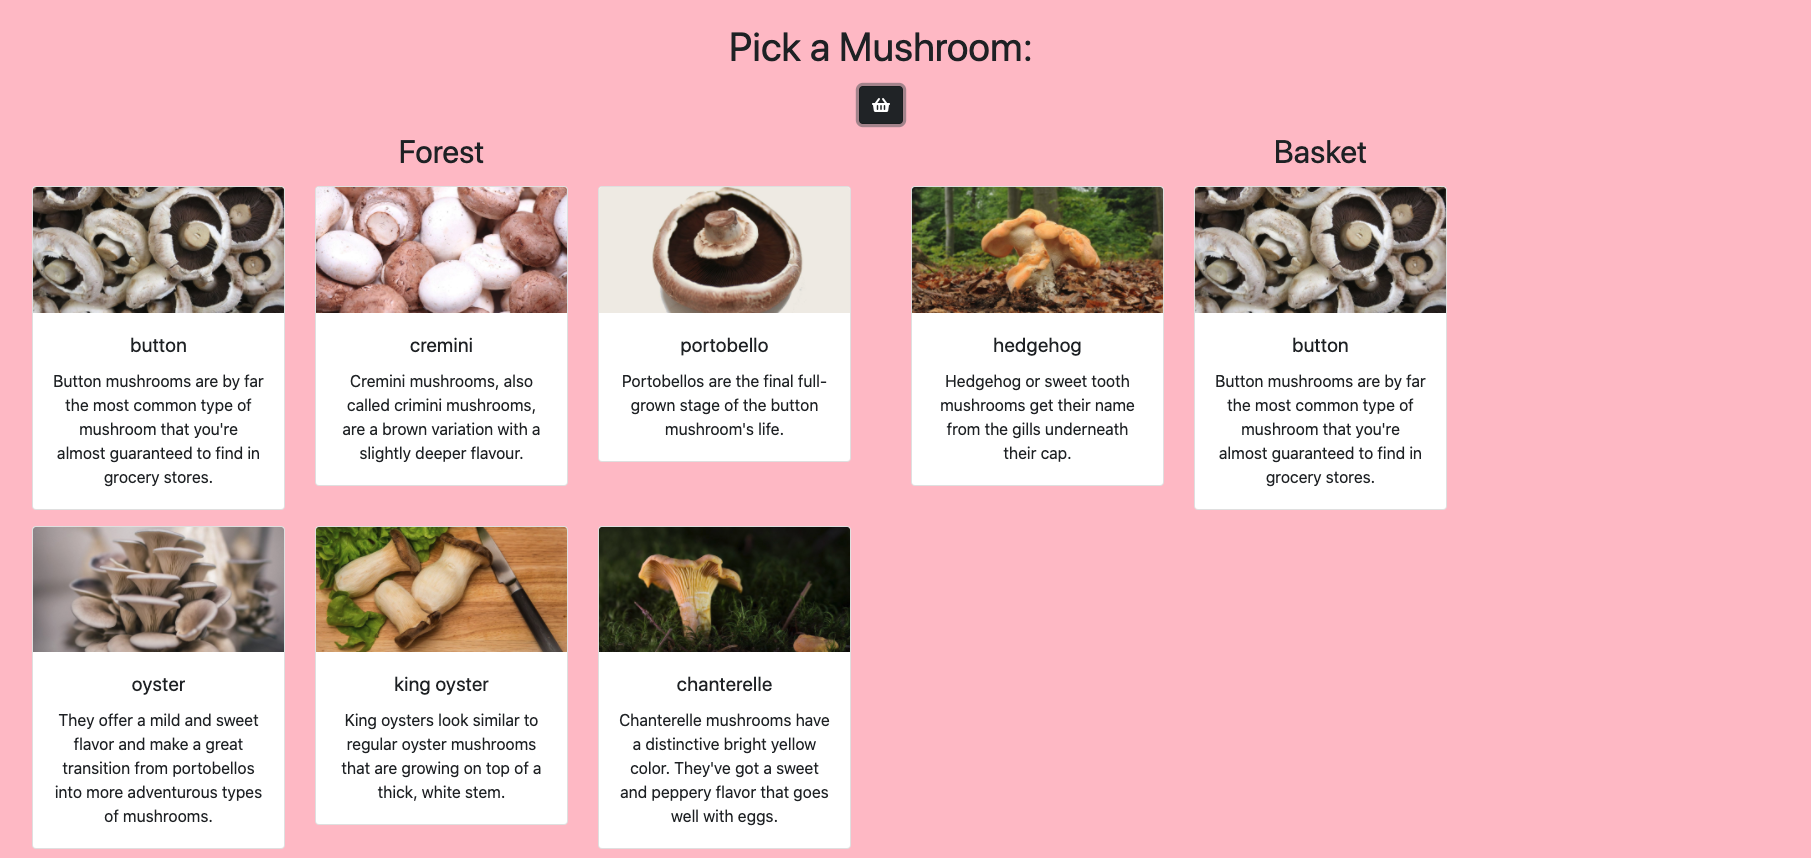 Pick a Mushroom:
Forest
button
Button mushrooms are by far
the most common type of
mushroom that you're
almost guaranteed to find in
grocery stores.
cremini
Cremini mushrooms, also
called crimini mushrooms,
are a brown variation with a
slightly deeper flavour.
portobello
Portobellos are the final full-
grown stage of the button
mushroom's life.
oyster
They offer a mild and sweet
flavor and make a great
transition from portobellos
into more adventurous types
of mushrooms.
king oyster
King oysters look similar to
regular oyster mushrooms
that are growing on top of a
thick, white stem.
chanterelle
Chanterelle mushrooms have
a distinctive bright yellow
color. They've got a sweet
and peppery flavor that goes
well with eggs.
Basket
hedgehog
Hedgehog or sweet tooth
mushrooms get their name
from the gills underneath
their cap.
button
Button mushrooms are by far
the most common type of
mushroom that you're
almost guaranteed to find in
grocery stores.